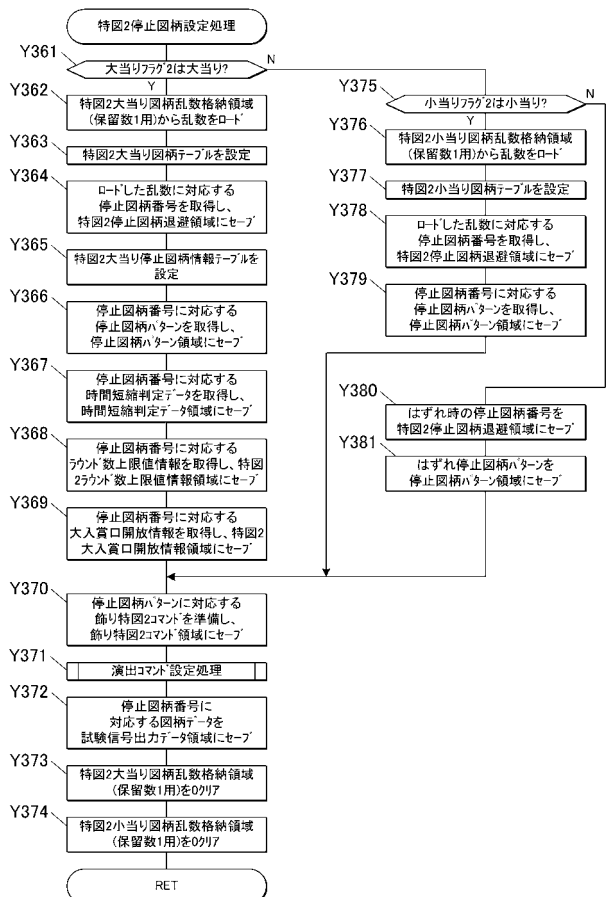 特図2停止図柄設定処理
Y361
大当りフラグ2は大当り?
N
Y
Y362
特図2大当り図柄乱数格納領域
(保留数1用)から乱数をロード
Y363
特図2大当り図柄テーブルを設定
Y364
ロードした乱数に対応する
停止図柄番号を取得し、
特図2停止図柄退避領域にセーブ
Y365
特図2大当り停止図柄情報テーブルを
設定
Y366
停止図柄番号に対応する
停止図柄パターンを取得し、
停止図柄パターン領域にセーブ
Y367
停止図柄番号に対応する
時間短縮判定データを取得し、
時間短縮判定データ領域にセーブ
Y368
停止図柄番号に対応する
ラウンド数上限値情報を取得し、特図
2ラウンド数上限値情報領域にセーブ
Y369
停止図柄番号に対応する
大入賞口開放情報を取得し、特図2
大入賞口開放情報領域にセーブ
Y375
小当りフラグ2は小当り?
N
Y
Y376
特図2小当り図柄乱数格納領域
(保留数1用)から乱数をロード
Y377
特図2小当り図柄テーブルを設定
Y378
ロードした乱数に対応する
停止図柄番号を取得し、
特図2停止図柄退避領域にセーブ
Y379
停止図柄番号に対応する
停止図柄パターンを取得し、
停止図柄パターン領域にセーブ
Y380
はずれ時の停止図柄番号を
特図2停止図柄退避領域にセーブ
Y381
はずれ停止図柄パターンを
停止図柄パターン領域にセーブ
Y370
停止図柄パターンに対応する
飾り特図2コマンドを準備し、
飾り特図2コマンド領域にセーブ
Y371
演出コマンド設定処理
Y372
停止図柄番号に
対応する図柄データを
試験信号出力データ領域にセーブ
Y373
特図2大当り図柄乱数格納領域
(保留数1用)を0クリア
Y374
特図2小当り図柄乱数格納領域
(保留数1用)を0クリア
RET